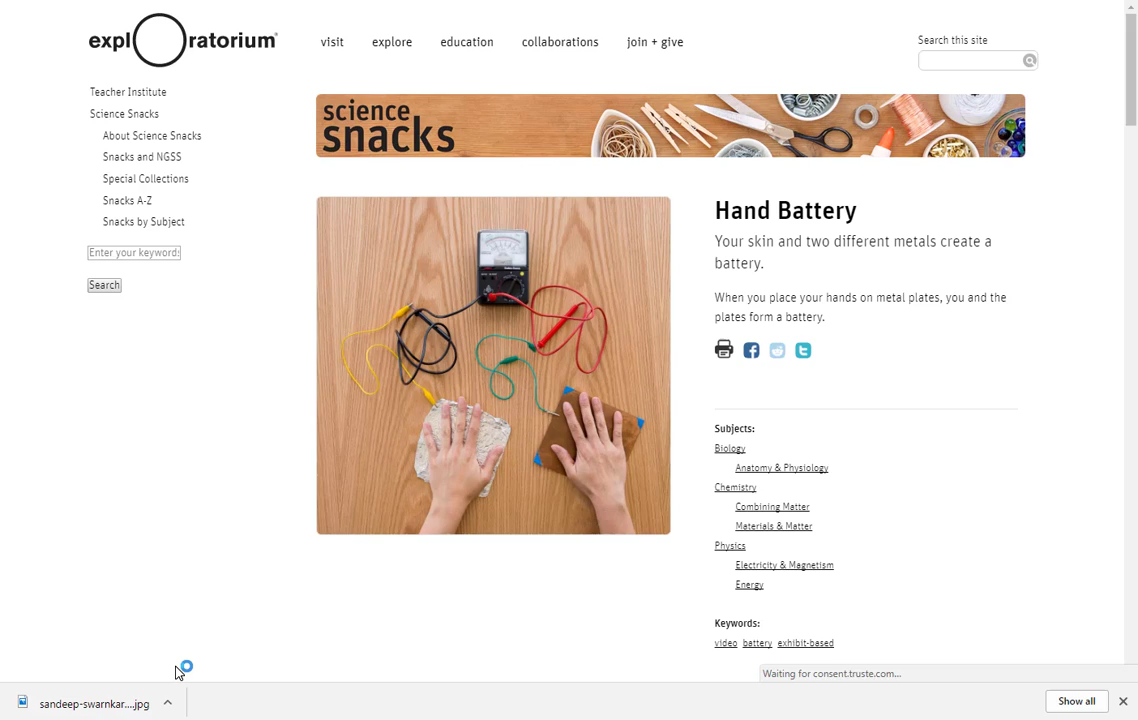 expl ratorium®
visit explore education collaborations join + give
Search this site
Teacher Institute
Science Snacks
About Science Snacks
Snacks and NGSS
Special Collections
Snacks A-Z
Snacks by Subject
Enter your keyword:
Search
science
snacks
Hand Battery
Your skin and two different metals create a
battery.
When you place your hands on metal plates, you and the
plates form a battery.
Subjects:
Biology
Anatomy & Physiology
Chemistry
Combining Matter
Materials & Matter
Physics
Electricity & Magnetism
Energy
Keywords:
video battery exhibit-based
Waiting for consent.truste.com...
sandeep-swarnkar....jpg
Show all